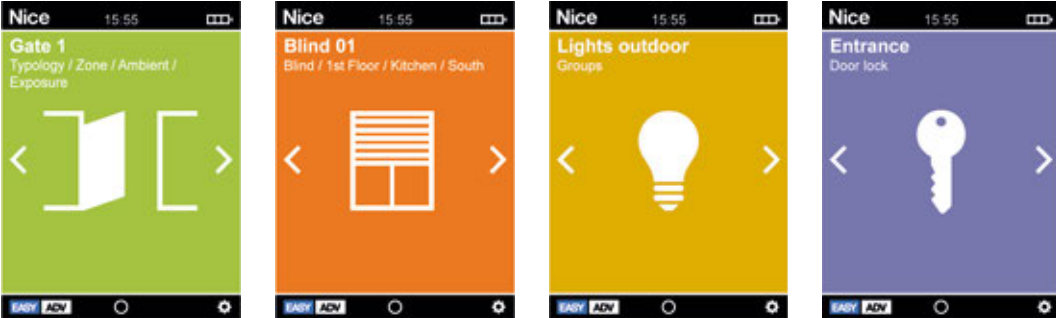 Nice 15:55
Gate 1
Typology / Zone / Ambient /
Exposure
EASY ADV
Nice 15:55
Blind 01
Blind / 1st Floor / Kitchen / South
EASY ADV
Nice 15:55
Lights outdoor
Groups
EASY ADV
Nice 15:55
Entrance
Door lock
EASY ADV